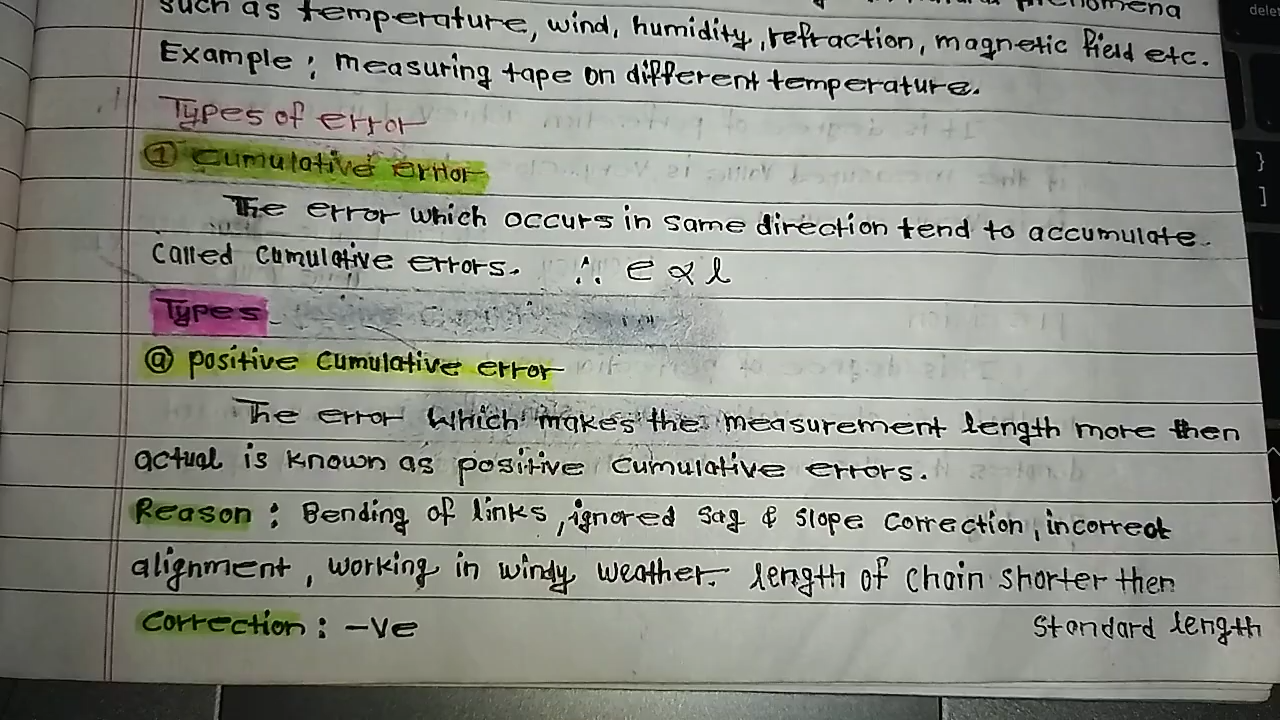 such as temperature, wind, humidity, refraction, magnetic field etc.
Example : measuring tape on different temperature.
Types of error
① Cumulative error
The error which occurs in same direction tend to accumulate
called cumulative errors. ∴ e ∝ l
Types
ⓐ positive cumulative error
The error which makes the measurement length more then
actual is known as positive cumulative errors.
Reason : Bending of links, ignored sag & slope correction, incorrect
alignment, working in windy weather. length of chain shorter then
standard length
correction : -ve
delet
}
]